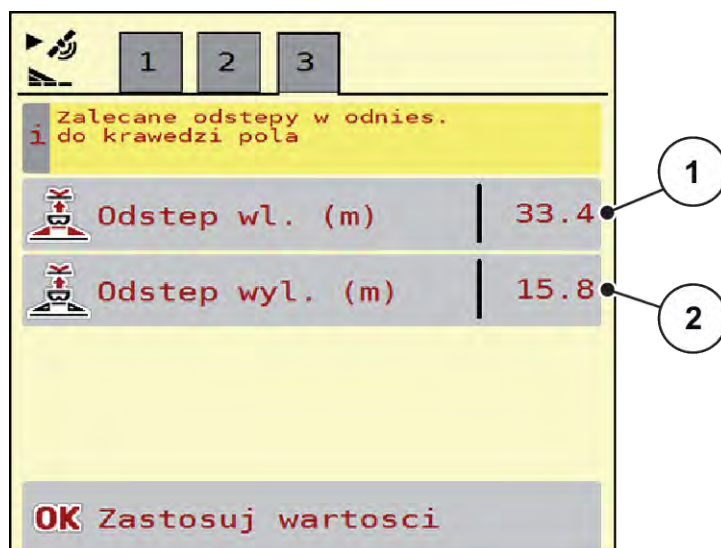 1 2 3
i Zalecane odstepy w odnies.
do krawedzi pola
Odstep wl. (m) 33.4
1
Odstep wyl. (m) 15.8
2
OK Zastosuj wartosci